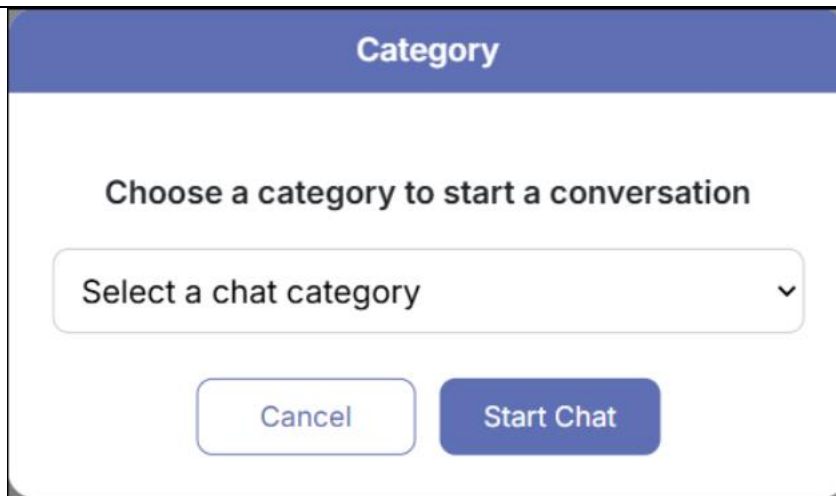 Category
Choose a category to start a conversation
Select a chat category
Cancel
Start Chat